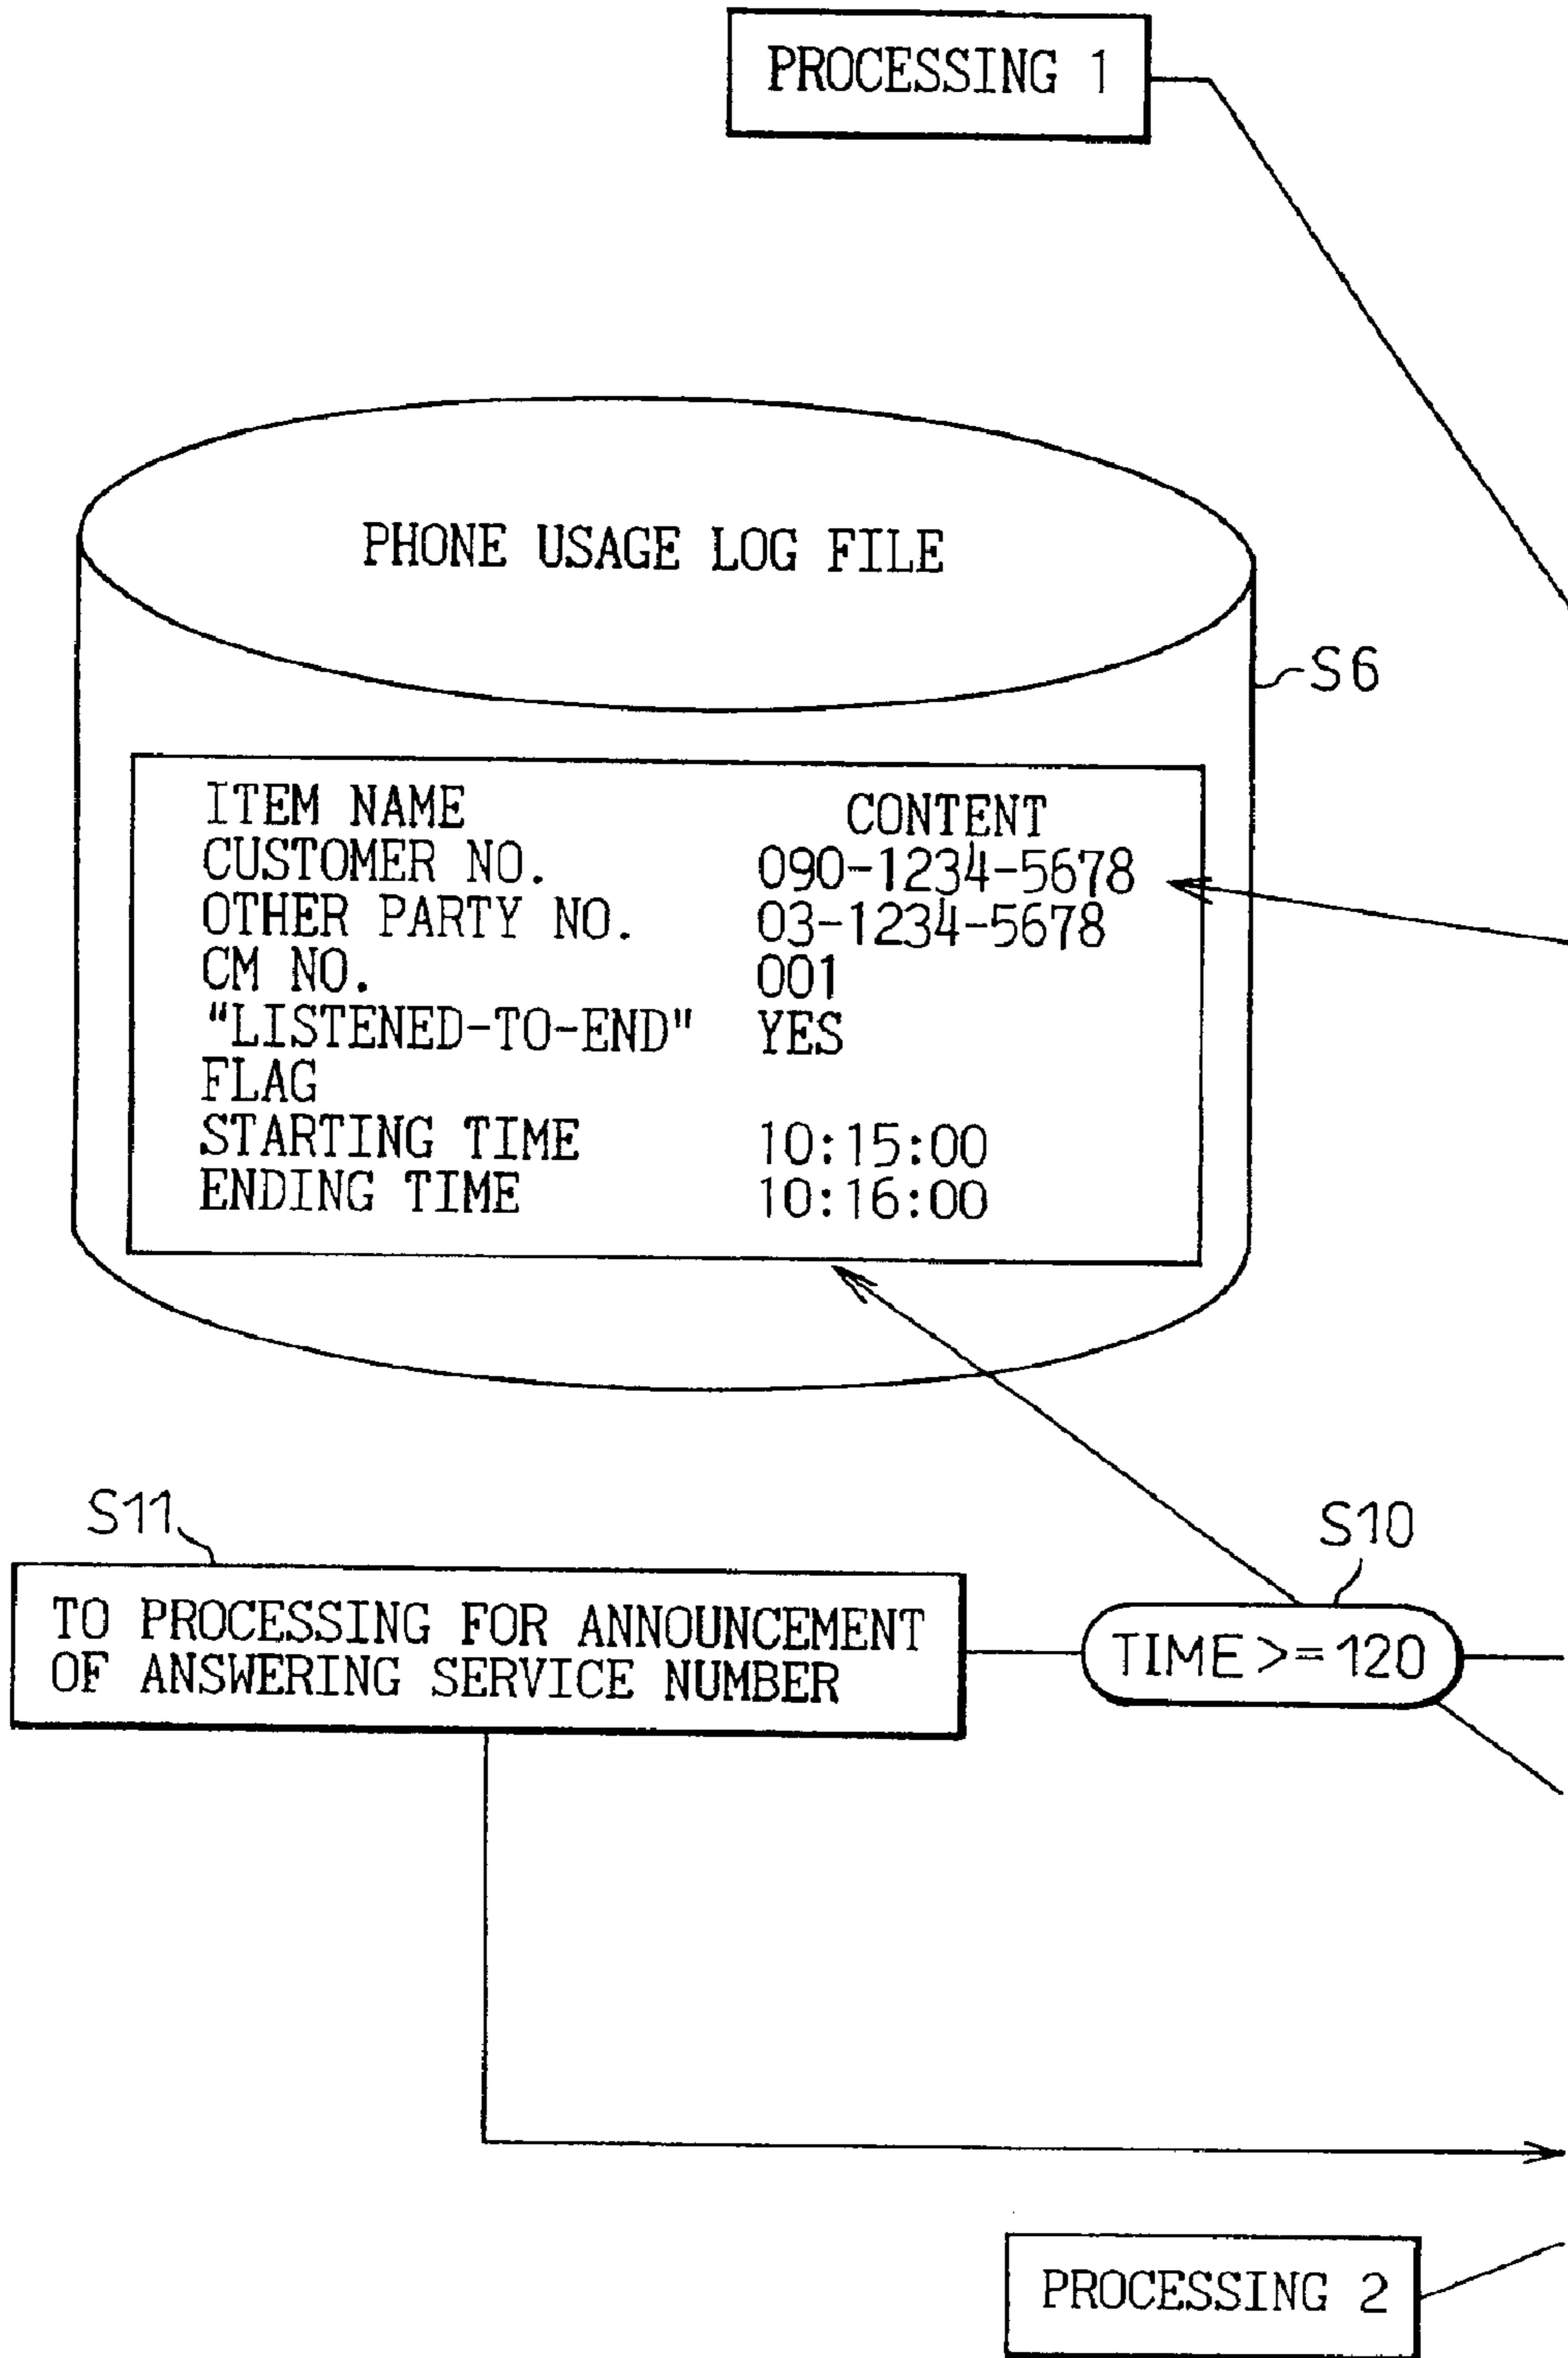 PROCESSING 1
PHONE USAGE LOG FILE
S6
ITEM NAME CONTENT
CUSTOMER NO. 090-1234-5678
OTHER PARTY NO. 03-1234-5678
CM NO. 001
"LISTENED-TO-END" YES
FLAG
STARTING TIME 10:15:00
ENDING TIME 10:16:00
S11
S10
TO PROCESSING FOR ANNOUNCEMENT
OF ANSWERING SERVICE NUMBER
TIME >= 120
PROCESSING 2